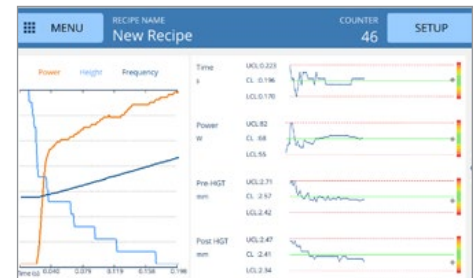 MENU
RECIPE NAME
New Recipe
COUNTER
46
SETUP
Power Height Frequency
Time
s
UCL:0.223
CL :0.196
LCL:0.170
Power
W
UCL:82
CL :68
LCL:55
Pre HGT
mm
UCL:2.71
CL :2.57
LCL:2.42
Post HGT
mm
UCL:2.47
CL :2.41
LCL:2.34
Time (s) 0.040 0.079 0.119 0.158 0.198